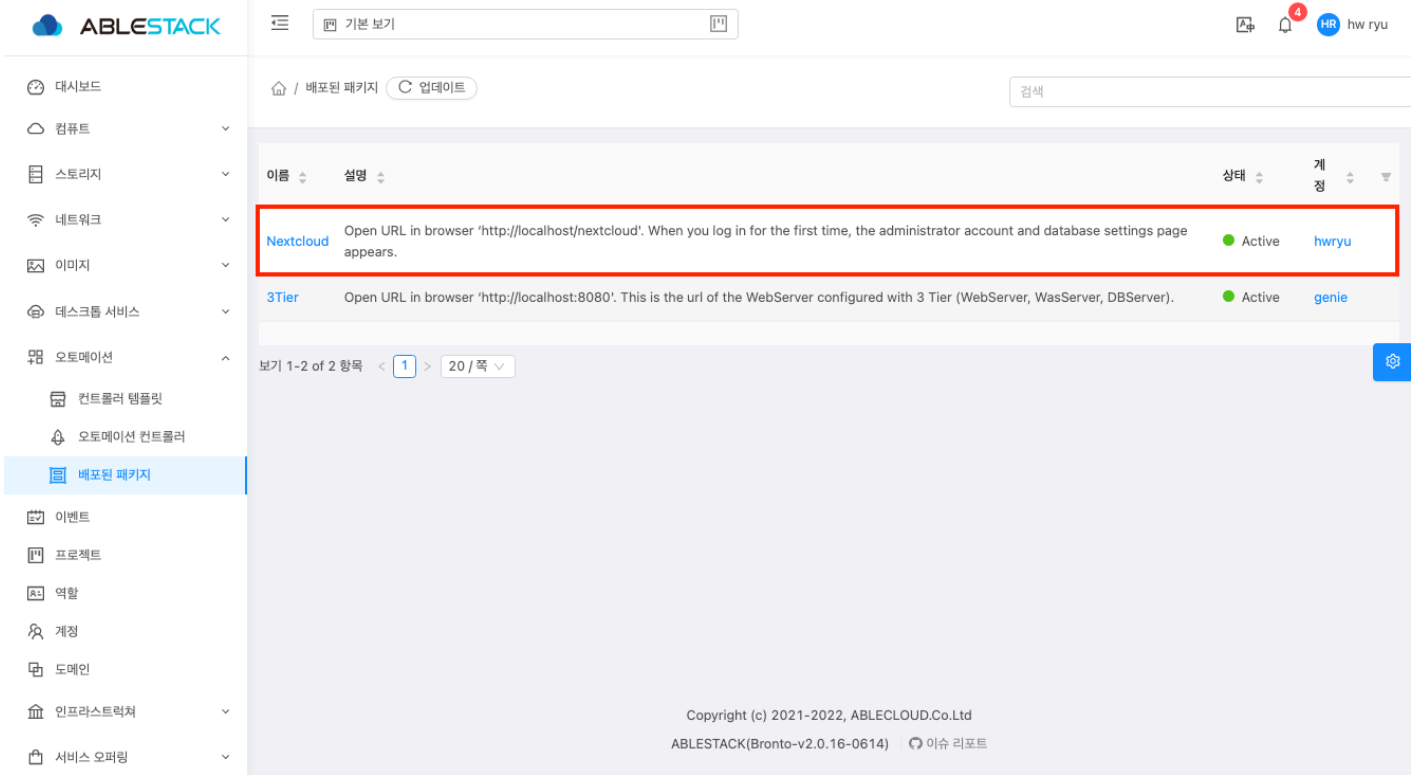 ABLESTACK
기본 보기
4
HR
hw ryu
대시보드
컴퓨트
스토리지
네트워크
이미지
데스크톱 서비스
오토메이션
컨트롤러 템플릿
오토메이션 컨트롤러
배포된 패키지
이벤트
프로젝트
역할
계정
도메인
인프라스트럭쳐
서비스 오퍼링
/ 배포된 패키지 업데이트
검색
이름 설명 상태 계
정
Nextcloud Open URL in browser ‘http://localhost/nextcloud'. When you log in for the first time, the administrator account and database settings page
appears. Active hwryu
3Tier Open URL in browser ‘http://localhost:8080'. This is the url of the WebServer configured with 3 Tier (WebServer, WasServer, DBServer). Active genie
보기 1-2 of 2 항목 < 1 > 20 / 쪽
Copyright (c) 2021-2022, ABLECLOUD.Co.Ltd
ABLESTACK(Bronto-v2.0.16-0614) 이슈 리포트